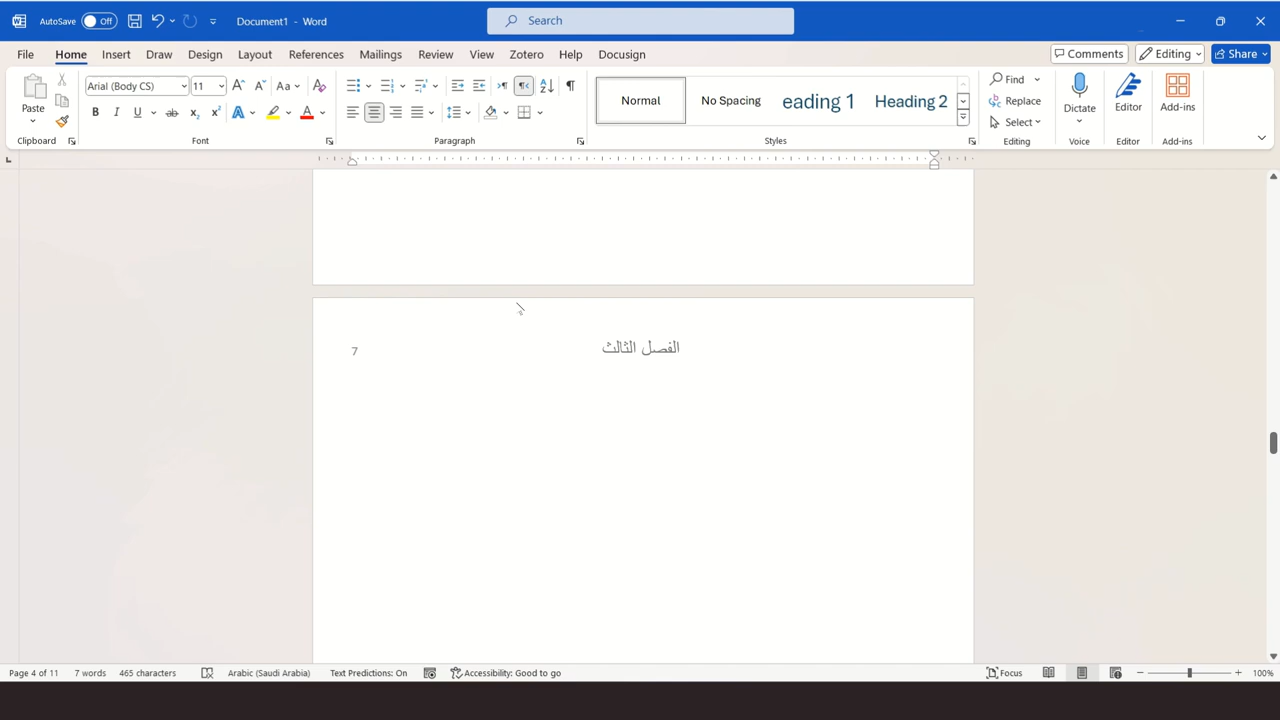 AutoSave Off Document1 - Word Search
File Home Insert Draw Design Layout References Mailings Review View Zotero Help Docusign Comments Editing Share
Paste
Clipboard
Arial (Body CS) 11
Font
Paragraph
Normal No Spacing eading 1 Heading 2
Styles
Find
Replace
Select
Editing
Dictate
Voice
Editor
Editor
Add-ins
Add-ins
7
الفصل الثالث
Page 4 of 11 7 words 465 characters Arabic (Saudi Arabia) Text Predictions: On Accessibility: Good to go Focus 100%